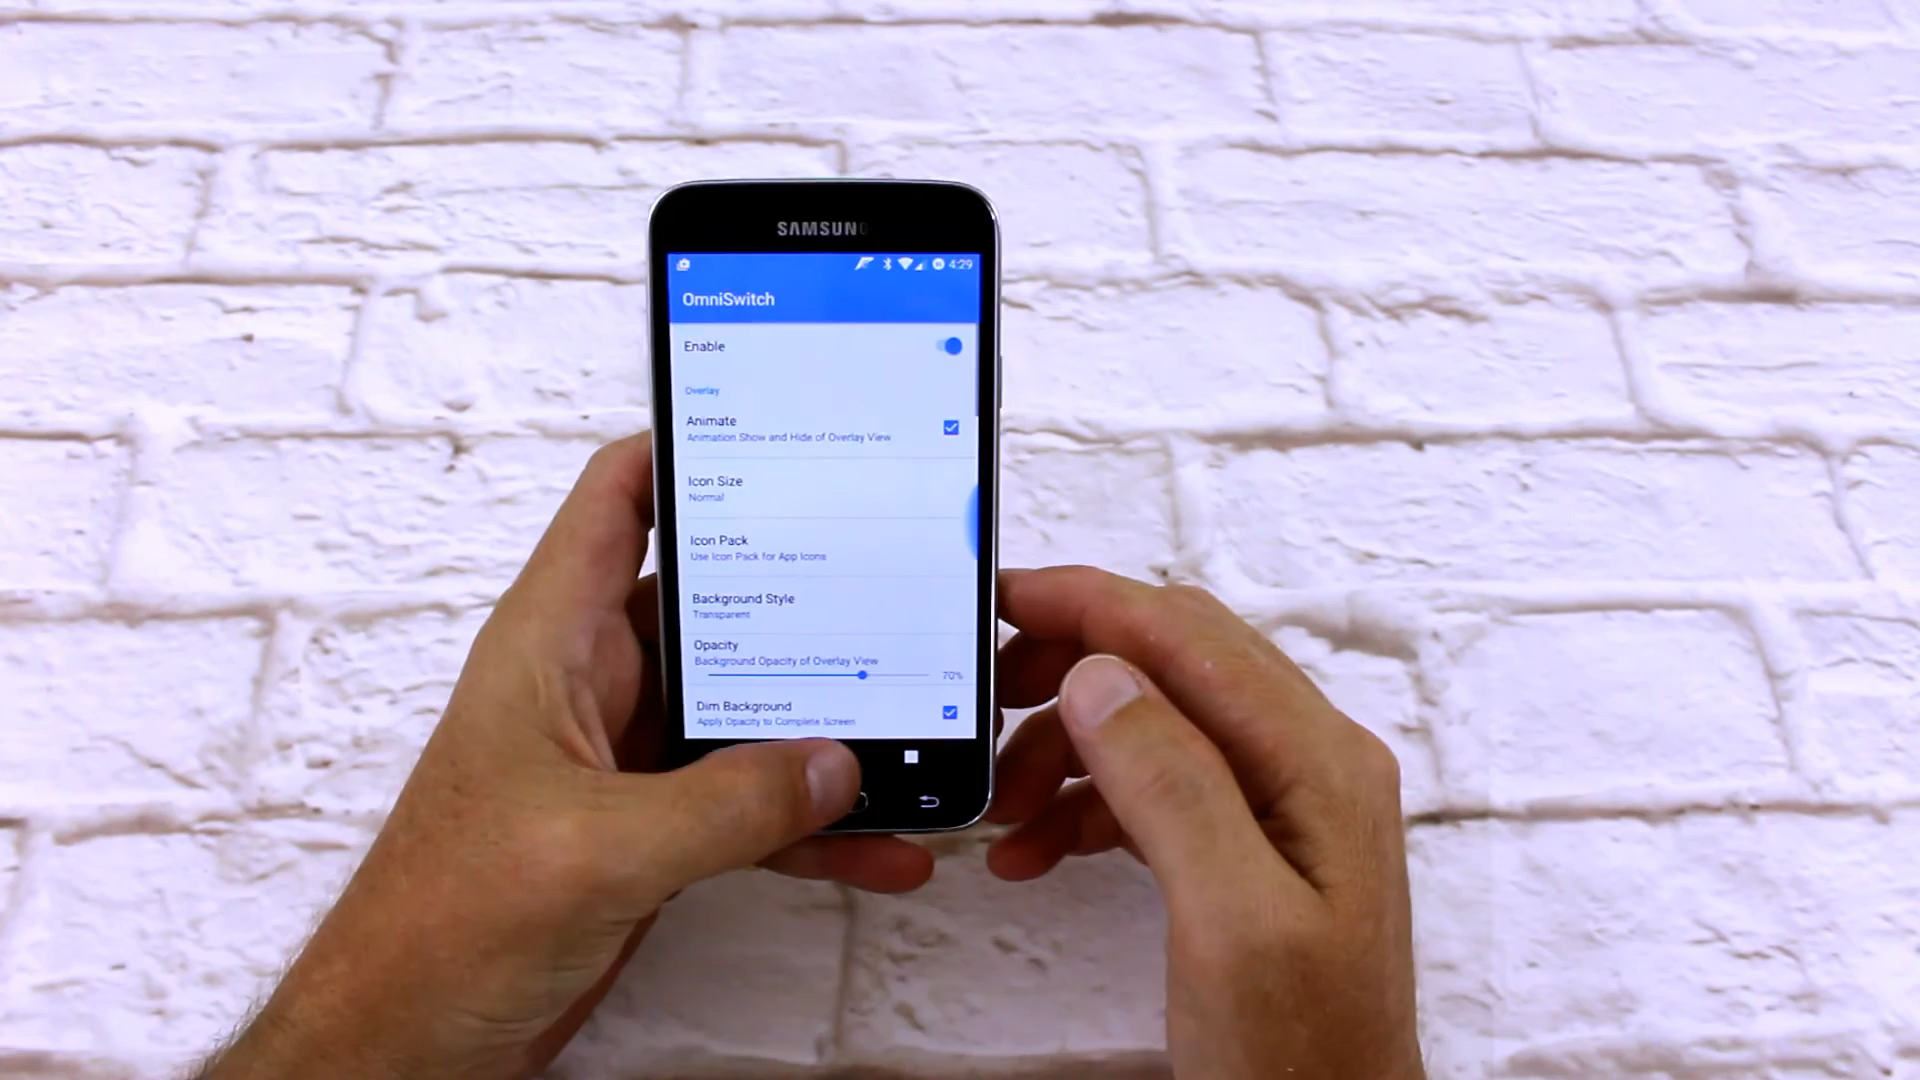 SAMSUNG
4:29
OmniSwitch
Enable
Overlay
Animate
Animation Show and Hide of Overlay View
Icon Size
Normal
Icon Pack
Use Icon Pack for App Icons
Background Style
Transparent
Opacity
Background Opacity of Overlay View
70%
Dim Background
Apply Opacity to Complete Screen